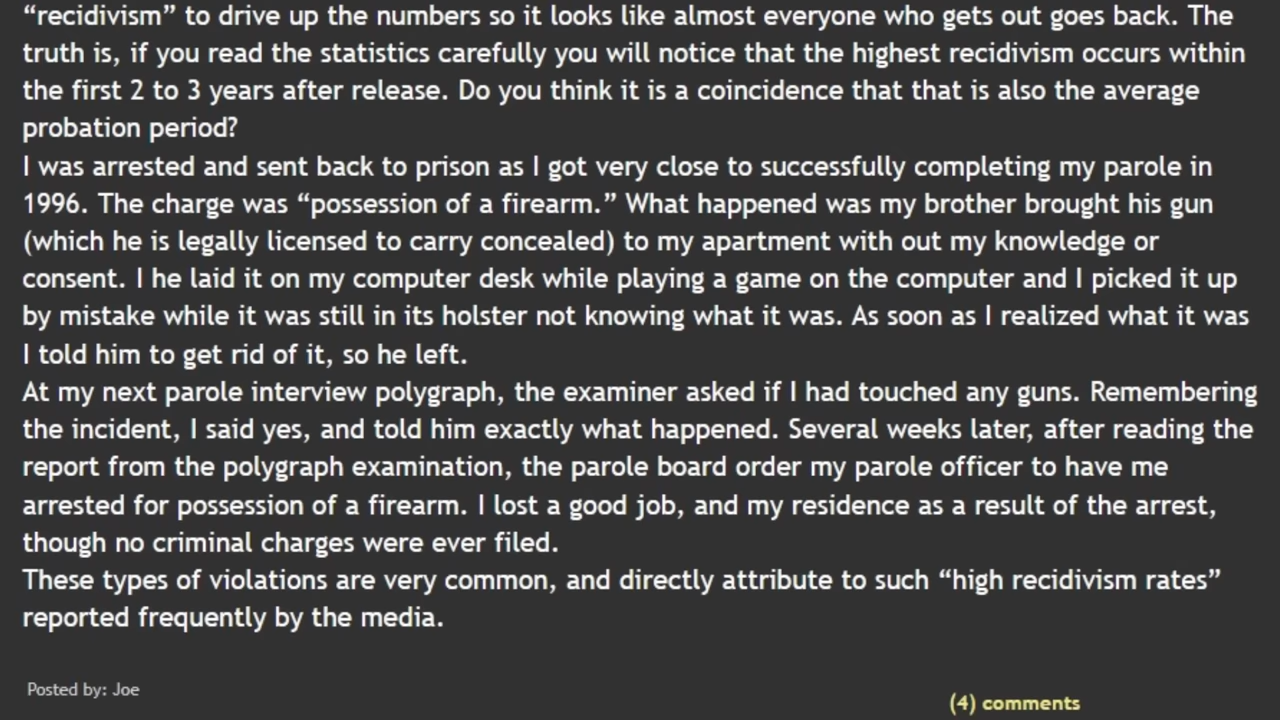 “recidivism” to drive up the numbers so it looks like almost everyone who gets out goes back. The
truth is, if you read the statistics carefully you will notice that the highest recidivism occurs within
the first 2 to 3 years after release. Do you think it is a coincidence that that is also the average
probation period?
I was arrested and sent back to prison as I got very close to successfully completing my parole in
1996. The charge was “possession of a firearm.” What happened was my brother brought his gun
(which he is legally licensed to carry concealed) to my apartment with out my knowledge or
consent. I he laid it on my computer desk while playing a game on the computer and I picked it up
by mistake while it was still in its holster not knowing what it was. As soon as I realized what it was
I told him to get rid of it, so he left.
At my next parole interview polygraph, the examiner asked if I had touched any guns. Remembering
the incident, I said yes, and told him exactly what happened. Several weeks later, after reading the
report from the polygraph examination, the parole board order my parole officer to have me
arrested for possession of a firearm. I lost a good job, and my residence as a result of the arrest,
though no criminal charges were ever filed.
These types of violations are very common, and directly attribute to such “high recidivism rates”
reported frequently by the media.
Posted by: Joe
(4) comments